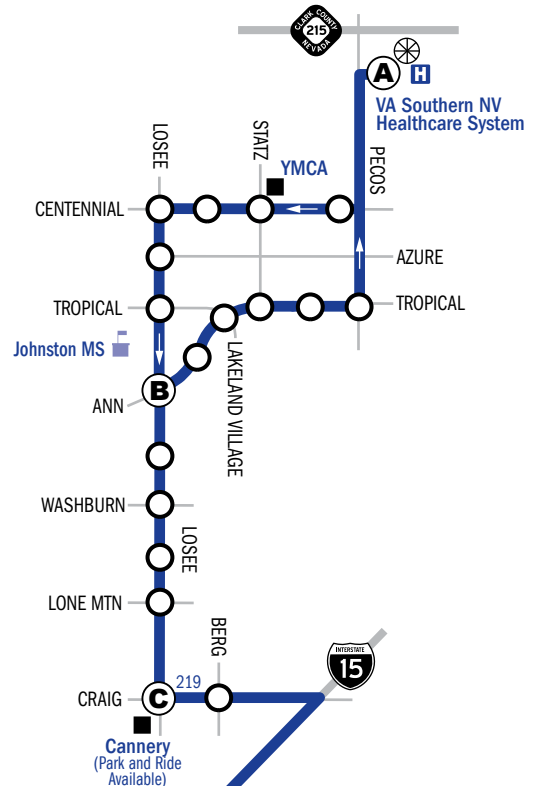 CLARK COUNTY
215
NEVADA
A
H
VA Southern NV
Healthcare System
LOSEE
STATZ
YMCA
PECOS
CENTENNIAL
AZURE
TROPICAL
TROPICAL
Johnston MS
LAKELAND VILLAGE
B
ANN
WASHBURN
LOSEE
LONE MTN
BERG
INTERSTATE
15
219
CRAIG
C
Cannery
(Park and Ride
Available)